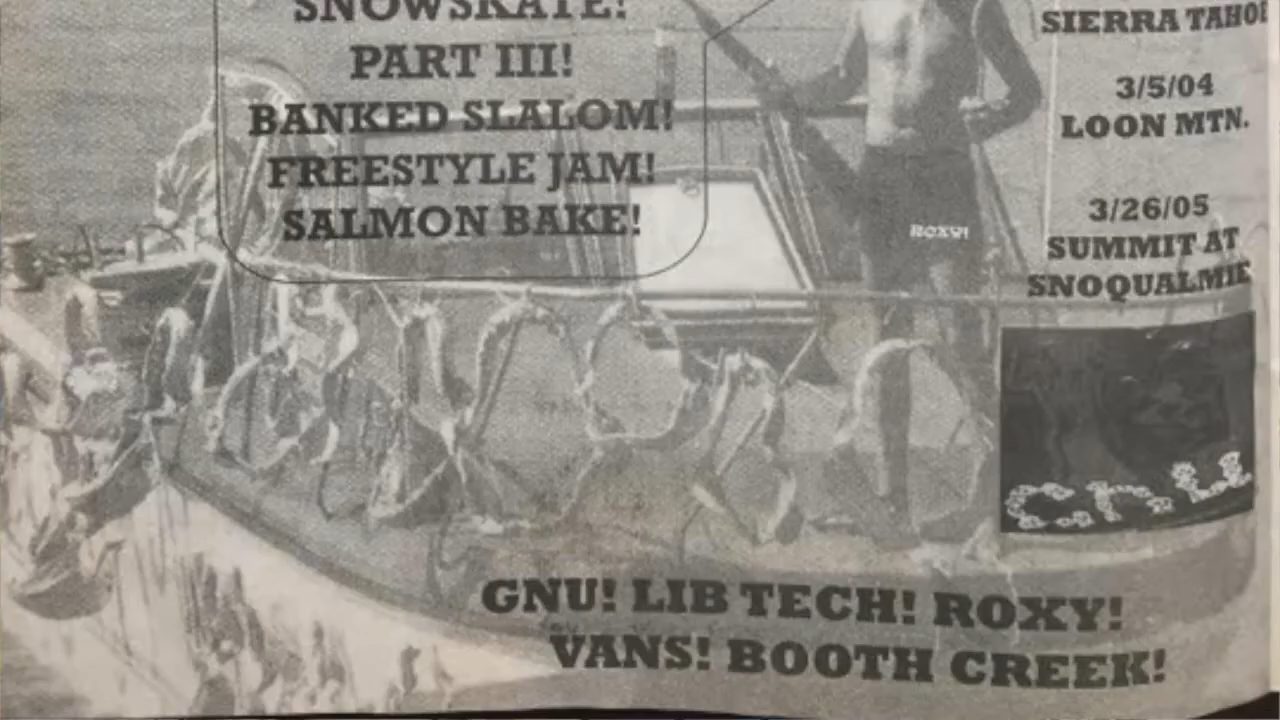 SNOWSKATE!
PART III!
BANKED SLALOM!
FREESTYLE JAM!
SALMON BAKE!
ROXY!
SIERRA TAHOE
3/5/04
LOON MTN.
3/26/05
SUMMIT AT
SNOQUALMIE
GNU
GNU! LIB TECH! ROXY!
VANS! BOOTH CREEK!